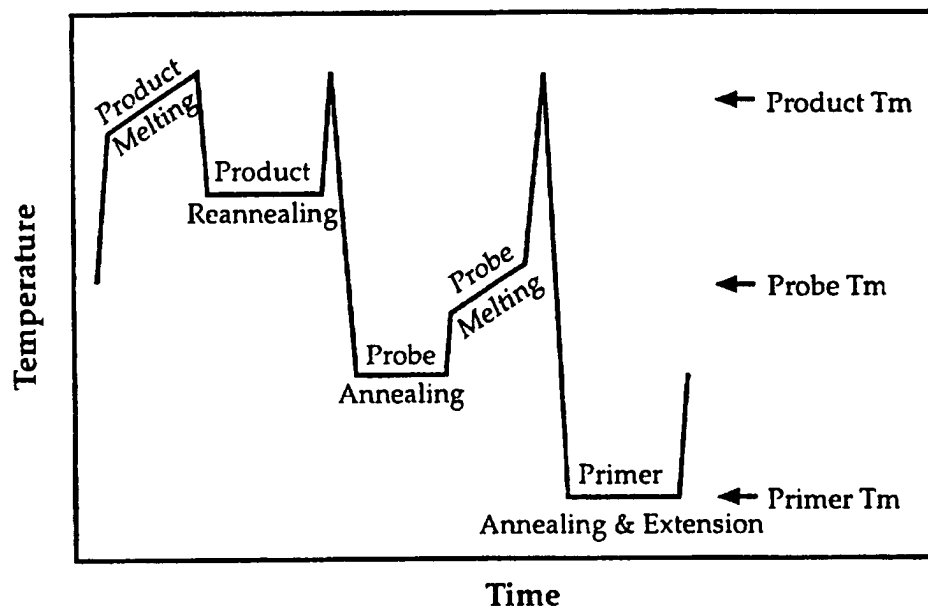 Product
Melting
Product
Reannealing
Probe
Annealing
Probe
Melting
Primer
Annealing & Extension
Product Tm
Probe Tm
Primer Tm
Temperature
Time